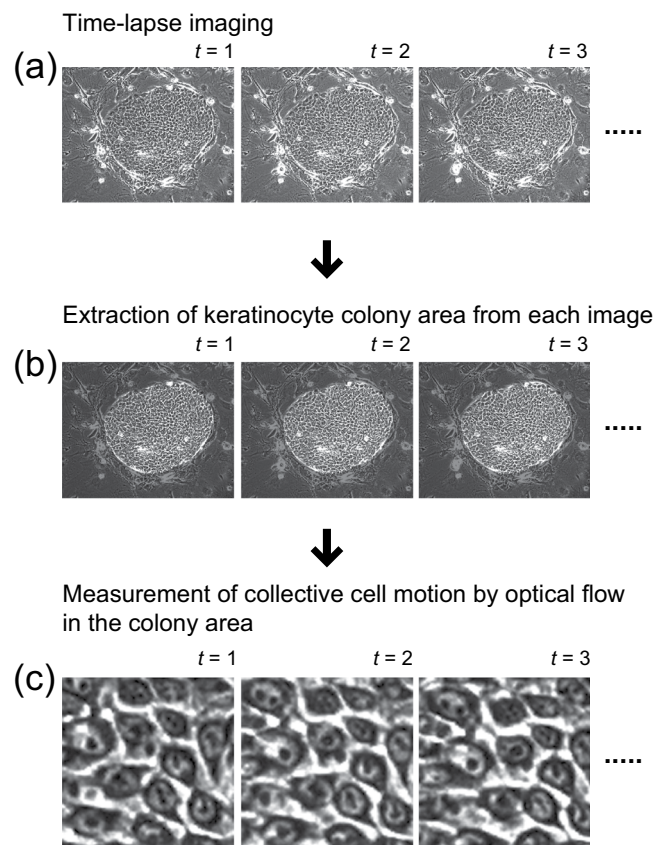 Time-lapse imaging
t = 1 t = 2 t = 3
(a)
.....
Extraction of keratinocyte colony area from each image
t = 1 t = 2 t = 3
(b)
.....
Measurement of collective cell motion by optical flow
in the colony area
t = 1 t = 2 t = 3
(c)
.....